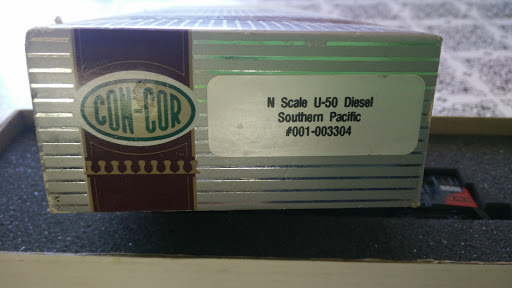 CON COR
N Scale U-50 Diesel
Southern Pacific
#001-003304